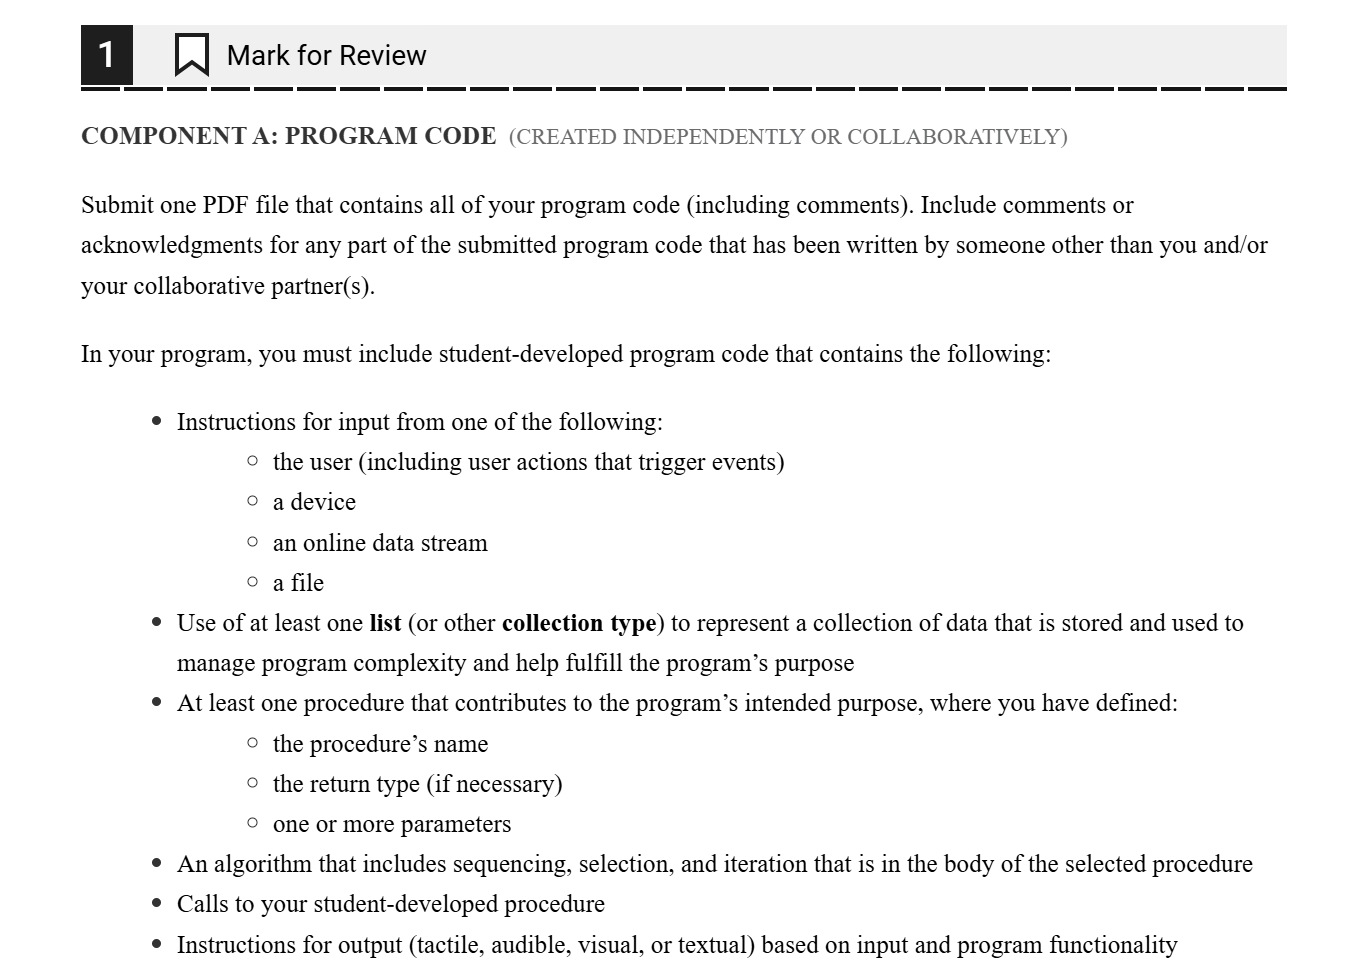 1
Mark for Review
COMPONENT A: PROGRAM CODE (CREATED INDEPENDENTLY OR COLLABORATIVELY)
Submit one PDF file that contains all of your program code (including comments). Include comments or
acknowledgments for any part of the submitted program code that has been written by someone other than you and/or
your collaborative partner(s).
In your program, you must include student-developed program code that contains the following:
• Instructions for input from one of the following:
○ the user (including user actions that trigger events)
○ a device
○ an online data stream
○ a file
• Use of at least one list (or other collection type) to represent a collection of data that is stored and used to
manage program complexity and help fulfill the program’s purpose
• At least one procedure that contributes to the program’s intended purpose, where you have defined:
○ the procedure’s name
○ the return type (if necessary)
○ one or more parameters
• An algorithm that includes sequencing, selection, and iteration that is in the body of the selected procedure
• Calls to your student-developed procedure
• Instructions for output (tactile, audible, visual, or textual) based on input and program functionality